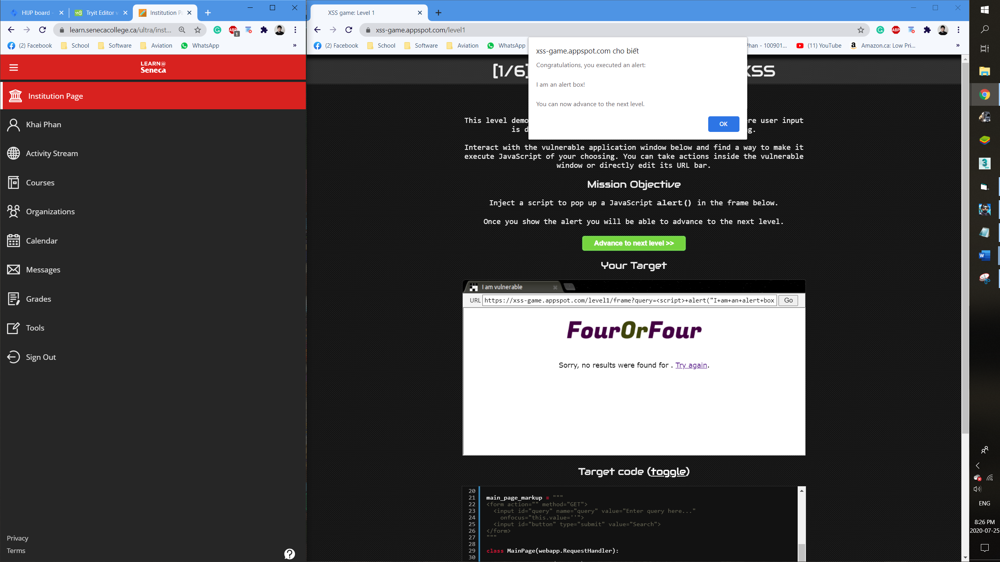 HIJP board -
Tryit Editor v
Institution Pa
learn.senecacollege.ca/ultra/inst...
ABP
1
(2) Facebook
School
Software
Aviation
WhatsApp
»
LEARN@
Seneca
Institution Page
Khai Phan
Activity Stream
Courses
Organizations
Calendar
Messages
Grades
Tools
Sign Out
Privacy
Terms
XSS game: Level 1
xss-game.appspot.com/level1
ABP
(2) Facebook
School
Software
Aviation
WhatsApp
Phan - 100901...
(11) YouTube
Amazon.ca: Low Pri...
»
xss-game.appspot.com cho biết
Congratulations, you executed an alert:
I am an alert box!
You can now advance to the next level.
OK
[1/6]
XSS
This level demo
ere user input
is d
g.
Interact with the vulnerable application window below and find a way to make it
execute JavaScript of your choosing. You can take actions inside the vulnerable
window or directly edit its URL bar.
Mission Objective
Inject a script to pop up a JavaScript alert() in the frame below.
Once you show the alert you will be able to advance to the next level.
Advance to next level >>
Your Target
I am vulnerable
URL https://xss-game.appspot.com/level1/frame?query=<script>+alert("I+am+an+alert+box Go
FourOrFour
Sorry, no results were found for . Try again.
Target code (toggle)
20
21 main_page_markup = """
22 <form action="" method="GET">
23 <input id="query" name="query" value="Enter query here..."
24 onfocus="this.value=''">
25 <input id="button" type="submit" value="Search">
26 </form>
27 """
28
29 class MainPage(webapp.RequestHandler):
30
3
MAX
W
ENG
8:26 PM
2020-07-25